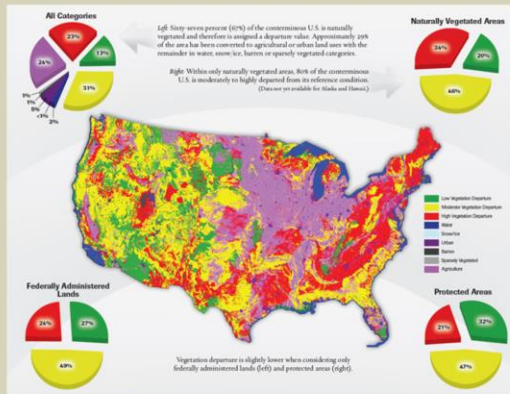 All Categories
23%
13%
31%
26%
3%
1%
5%
<1%
2%
Left: Sixty-seven percent (67%) of the conterminous U.S. is naturally
vegetated and therefore is assigned a departure value. Approximately 29%
of the area has been converted to agricultural or urban land uses with the
remainder in water, snow/ice, barren or sparsely vegetated categories.
Right: Within only naturally vegetated areas, 80% of the conterminous
U.S. is moderately to highly departed from its reference condition.
(Data not yet available for Alaska and Hawaii.)
Naturally Vegetated Areas
34%
20%
46%
Low Vegetation Departure
Moderate Vegetation Departure
High Vegetation Departure
Water
Snow/Ice
Urban
Barren
Sparsely Vegetated
Agriculture
Federally Administered
Lands
24%
27%
49%
Vegetation departure is slightly lower when considering only
federally administered lands (left) and protected areas (right).
Protected Areas
21%
32%
47%